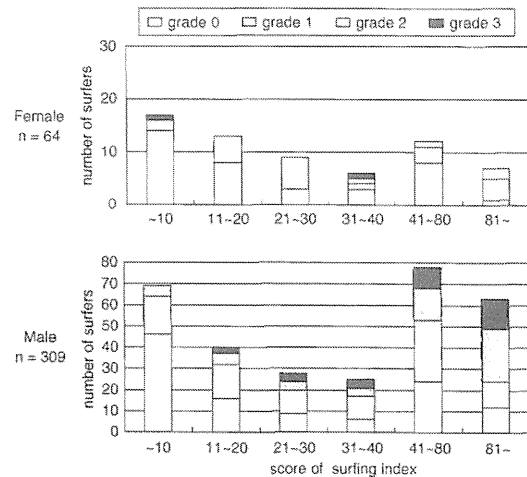 grade 0 grade 1 grade 2 grade 3
Female
n = 64
number of surfers
30
20
10
0
~10 11~20 21~30 31~40 41~80 81~
Male
n = 309
number of surfers
80
70
60
50
40
30
20
10
0
~10 11~20 21~30 31~40 41~80 81~
score of surfing index